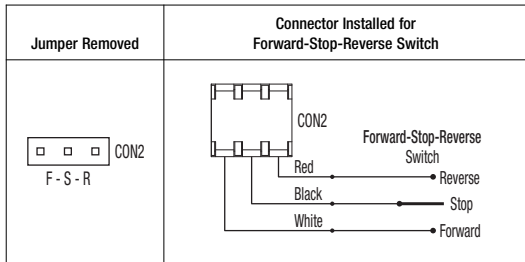 Jumper Removed
Connector Installed for
Forward-Stop-Reverse Switch
CON2
F - S - R
CON2
Forward-Stop-Reverse
Switch
Red
Reverse
Black
Stop
White
Forward